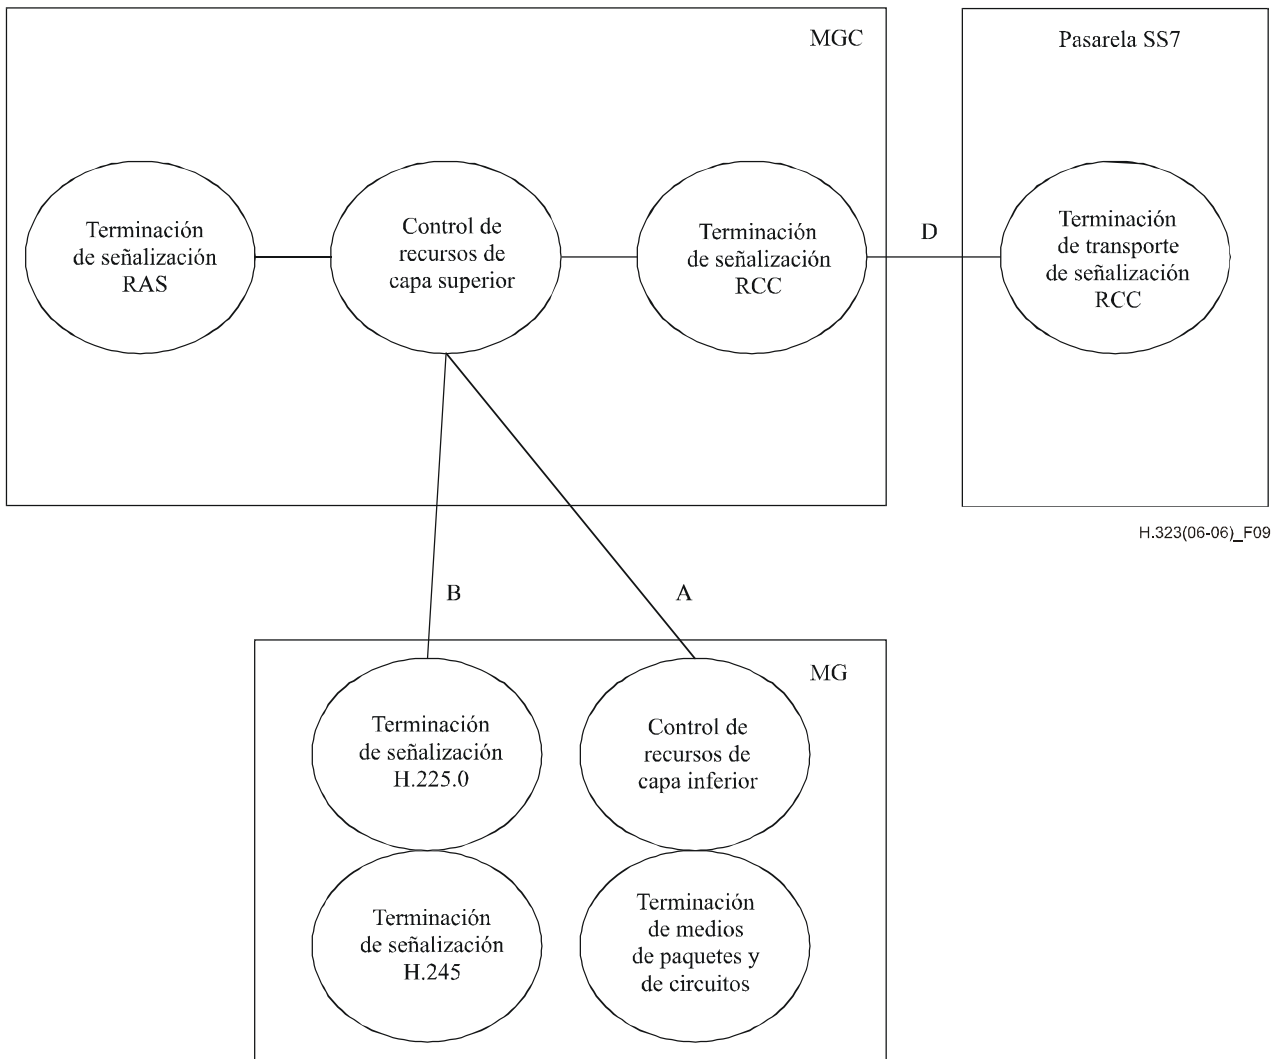 MGC
Pasarela SS7
Terminación
de señalización
RAS
Control de
recursos de
capa superior
Terminación
de señalización
RCC
D
Terminación
de transporte
de señalización
RCC
H.323(06-06)_F09
B
A
MG
Terminación
de señalización
H.225.0
Control de
recursos de
capa inferior
Terminación
de señalización
H.245
Terminación
de medios
de paquetes y
de circuitos